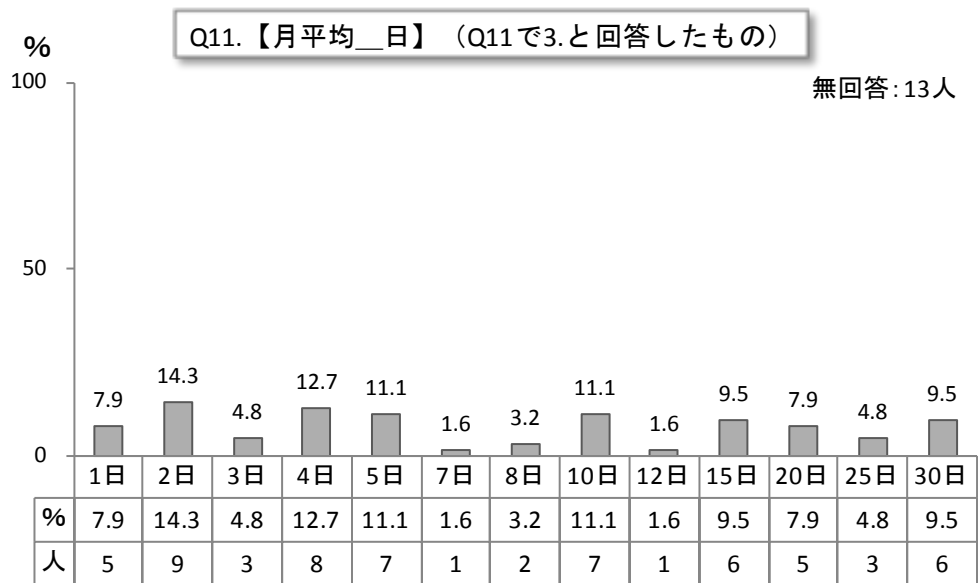 Q11.【月平均__日】（Q11で3.と回答したもの）
%
無回答：13人
100
50
0
7.9 14.3 4.8 12.7 11.1 1.6 3.2 11.1 1.6 9.5 7.9 4.8 9.5
1日 2日 3日 4日 5日 7日 8日 10日 12日 15日 20日 25日 30日
% 7.9 14.3 4.8 12.7 11.1 1.6 3.2 11.1 1.6 9.5 7.9 4.8 9.5
人 5 9 3 8 7 1 2 7 1 6 5 3 6